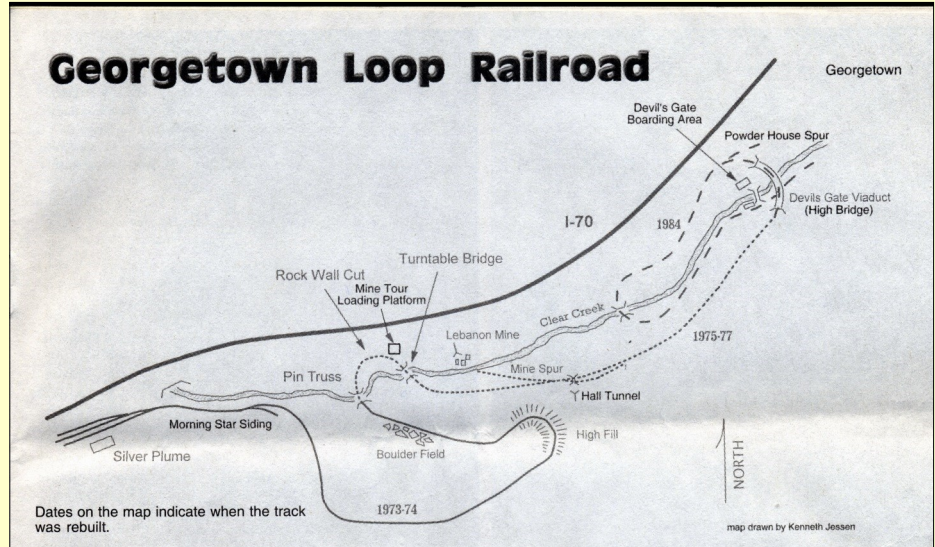 Georgetown Loop Railroad
Georgetown
Devil's Gate
Boarding Area
Powder House Spur
Devils Gate Viaduct
(High Bridge)
I-70
1984
Turntable Bridge
Rock Wall Cut
Mine Tour
Loading Platform
Clear Creek
Lebanon Mine
1975-77
Mine Spur
Pin Truss
Hall Tunnel
Morning Star Siding
High Fill
Boulder Field
Silver Plume
NORTH
1973-74
Dates on the map indicate when the track
was rebuilt.
map drawn by Kenneth Jessen